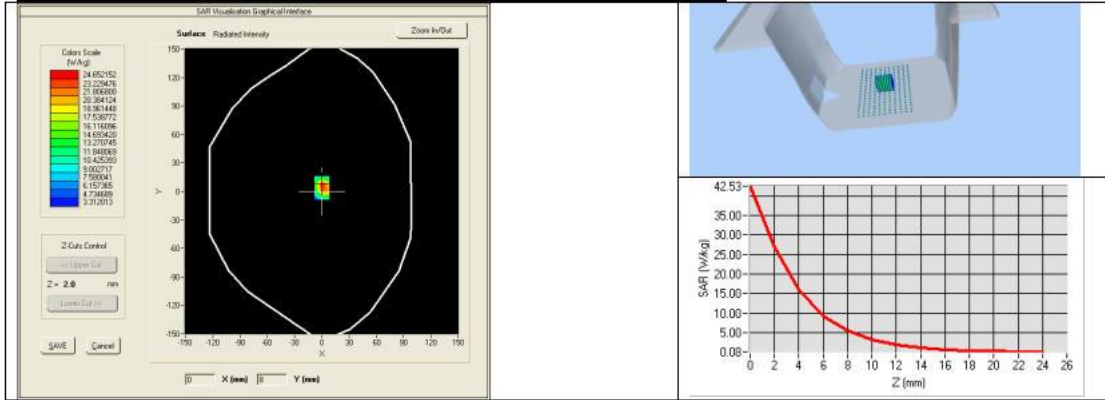 SAR Visualisation Graphical Interface
Surface Radiated Intensity
Zoom In/Out
Colors Scale
(W/kg)
24.652152
23.229476
21.806800
20.384124
18.961448
17.538772
16.116096
14.693420
13.270745
11.848069
10.425393
9.002717
7.580041
6.157365
4.734689
3.312013
Z-Cuts Control
<< Upper Cut
Z = 2.0 mm
Lower Cut >>
SAVE Cancel
150
120
90
60
30
0
-30
-60
-90
-120
-150
Y
-150 -120 -90 -60 -30 0 30 60 90 120 150
X
0 X (mm) 0 Y (mm)
42.53
35.00
30.00
25.00
20.00
15.00
10.00
5.00
0.08
SAR (W/kg)
0 2 4 6 8 10 12 14 16 18 20 22 24 26
Z (mm)